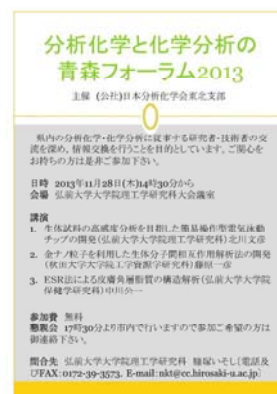 分析化学と化学分析の
青森フォーラム2013
主催 (公社)日本分析化学会東北支部
県内の分析化学・化学分析に従事する研究者・技術者の交
流を深め、情報交換を行うことを目的としています。ご関心を
お持ちの方は是非ご参加下さい。
日時 2013年11月28日(木)14時30分から
会場 弘前大学大学院理工学研究科大会議室
講演
1. 生体試料の高感度分析を目指した簡易操作型電気泳動
チップの開発(弘前大学大学院理工学研究科)北川文彦
2. 金ナノ粒子を利用した生体分子間相互作用解析法の開発
(秋田大学大学院工学資源学研究科)藤原一彦
3. ESR法による皮膚角層脂質の構造解析(弘前大学大学院
保健学研究科)中川公一
参加費 無料
懇親会 17時30分より市内で行いますので参加ご希望の方は
御連絡下さい。
問合先 弘前大学大学院理工学研究科 糠塚いそし(電話及
びFAX:0172-39-3573, E-mail:nkt@cc.hirosaki-u.ac.jp)